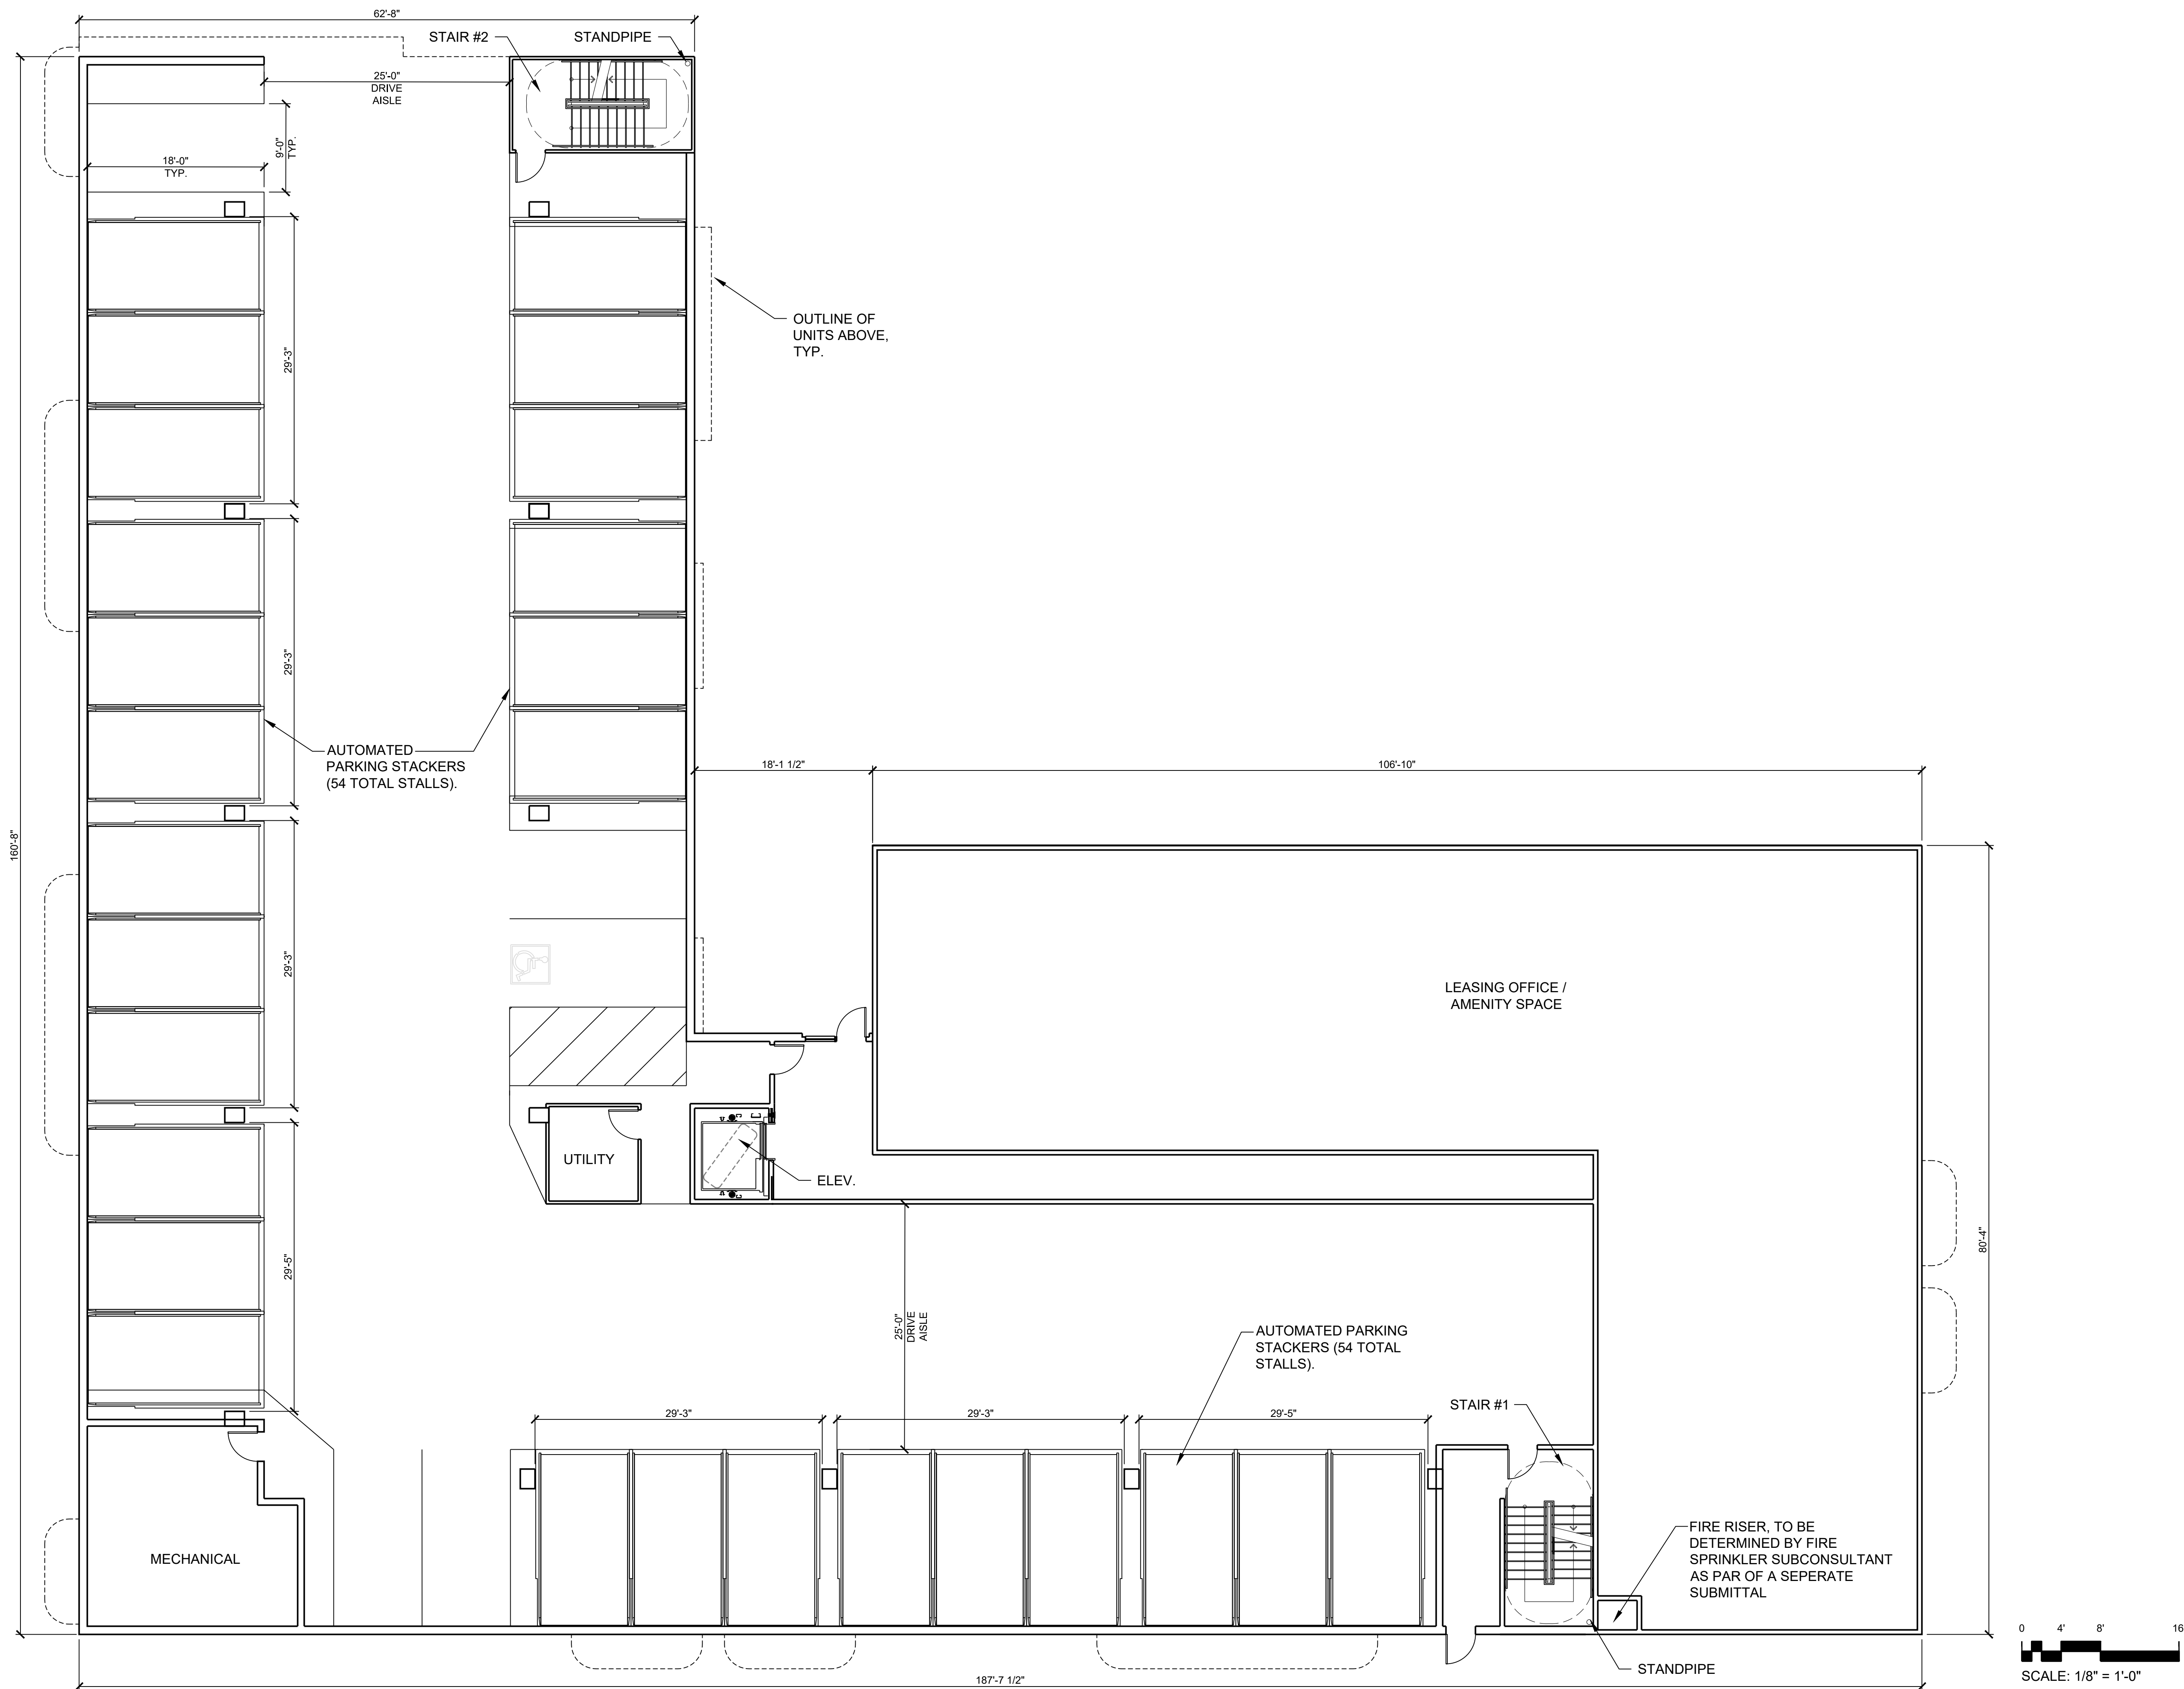 62'-8"
STAIR #2
STANDPIPE
25'-0"
DRIVE
AISLE
9'-0"
TYP.
18'-0"
TYP.
OUTLINE OF
UNITS ABOVE,
TYP.
29'-3"
29'-3"
AUTOMATED
PARKING STACKERS
(54 TOTAL STALLS).
18'-1 1/2"
106'-10"
160'-8"
29'-3"
LEASING OFFICE /
AMENITY SPACE
UTILITY
ELEV.
80'-4"
29'-5"
25'-0"
DRIVE
AISLE
AUTOMATED PARKING
STACKERS (54 TOTAL
STALLS).
29'-3"
29'-3"
29'-5"
STAIR #1
MECHANICAL
FIRE RISER, TO BE
DETERMINED BY FIRE
SPRINKLER SUBCONSULTANT
AS PAR OF A SEPERATE
SUBMITTAL
STANDPIPE
187'-7 1/2"
0 4' 8' 16'
SCALE: 1/8" = 1'-0"